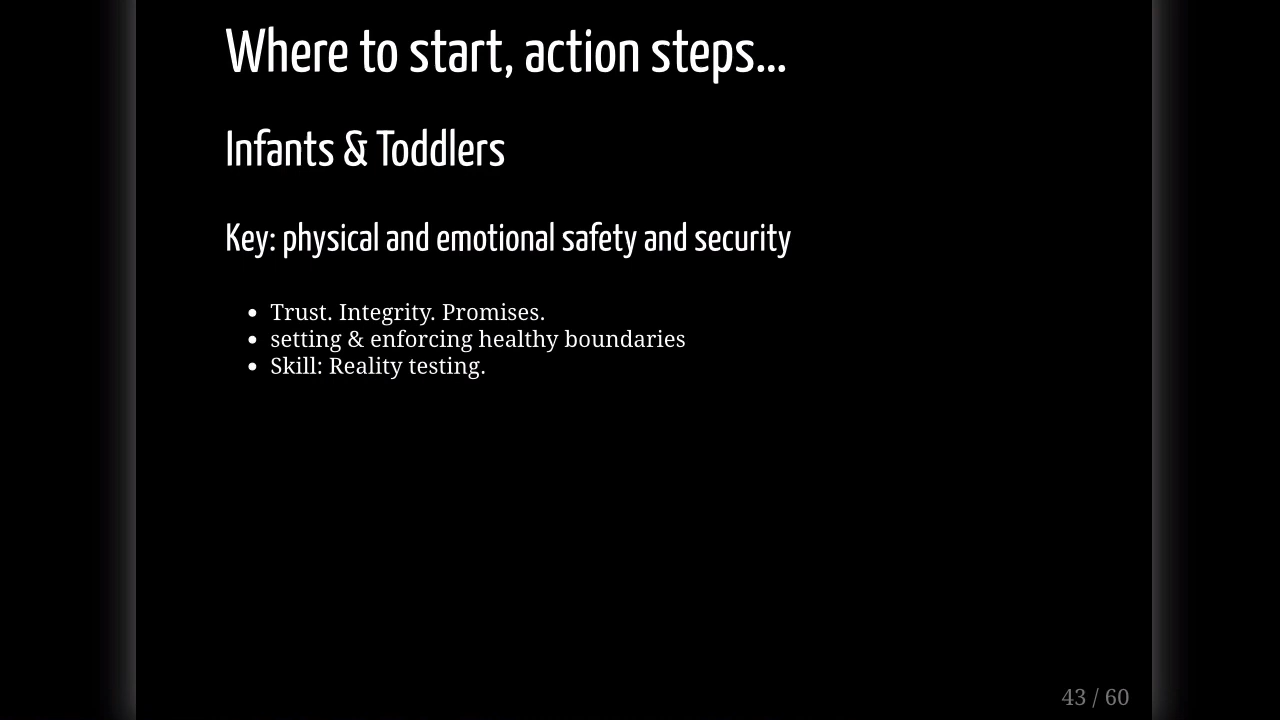 Where to start, action steps...
Infants & Toddlers
Key: physical and emotional safety and security
• Trust. Integrity. Promises.
• setting & enforcing healthy boundaries
• Skill: Reality testing.
43 / 60